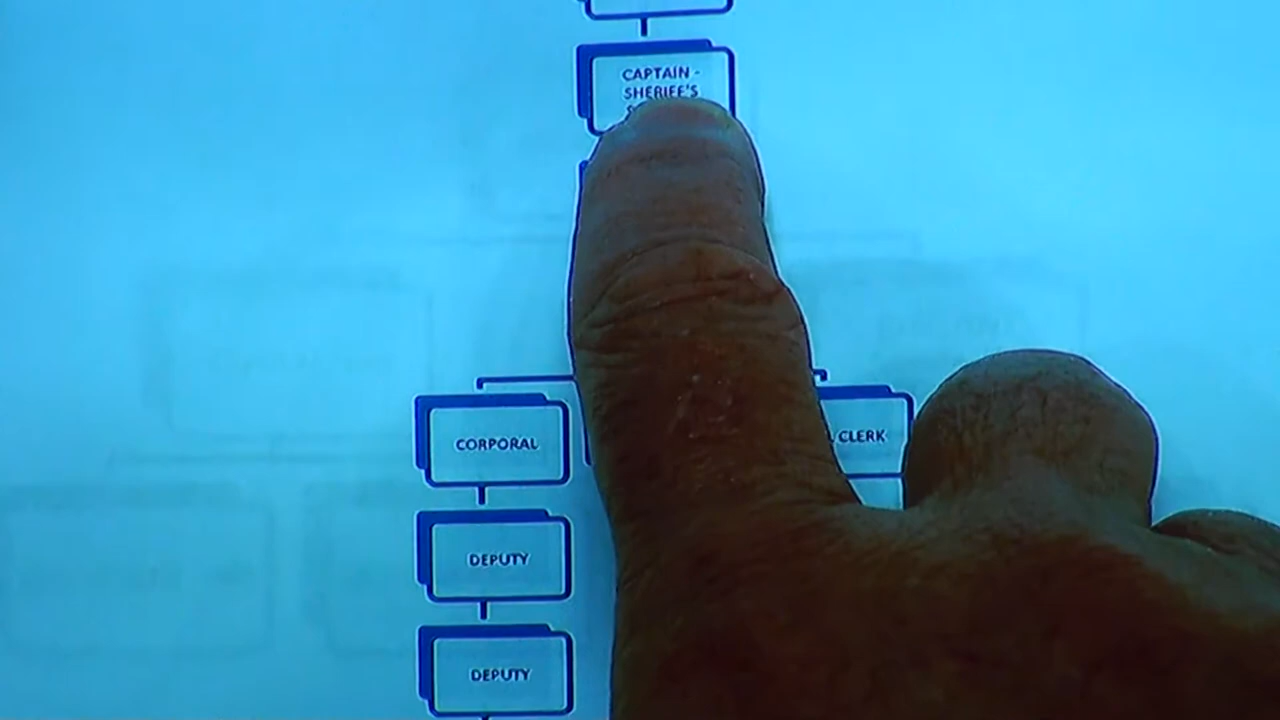 CAPTAIN -
SHERIFF'S
CORPORAL
CLERK
DEPUTY
DEPUTY